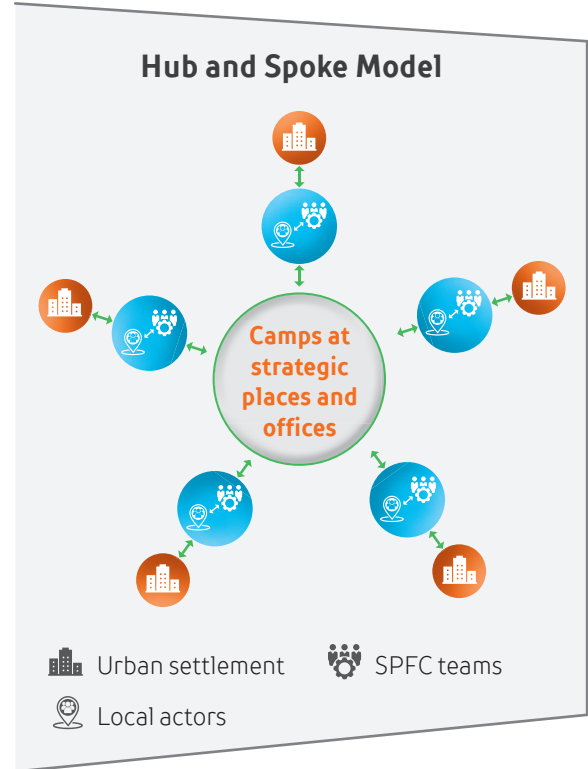 Hub and Spoke Model
Camps at
strategic
places and
offices
Urban settlement
SPFC teams
Local actors